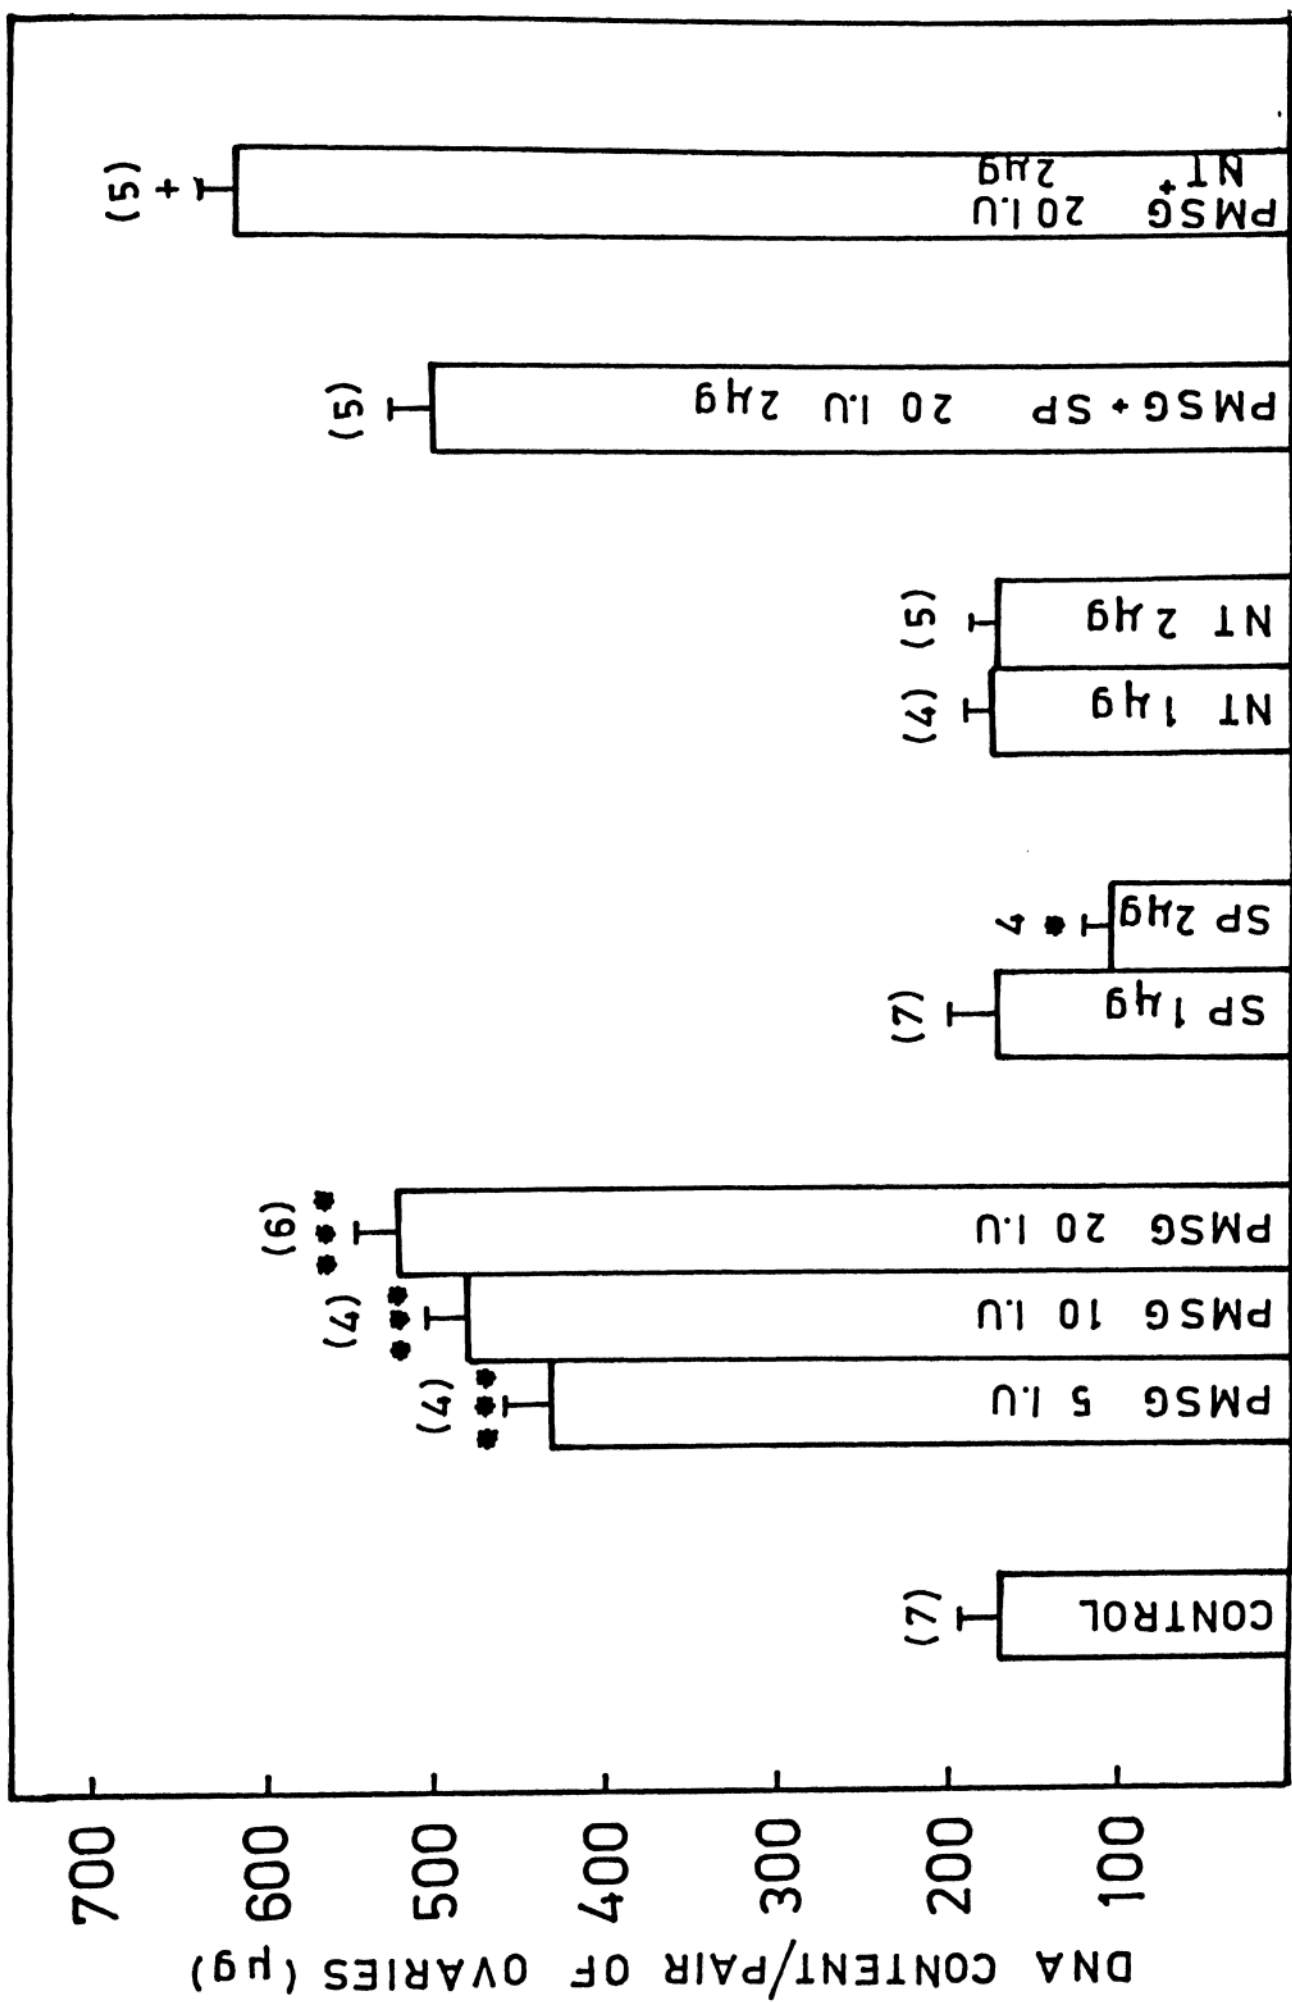 DNA CONTENT/PAIR OF OVARIES (µg)
700
600
500
400
300
200
100
CONTROL
(7)
PMSG 5 I.U
***
(4)
PMSG 10 I.U
***
(4)
PMSG 20 I.U
***
(6)
SP 1µg
(7)
SP 2µg
* 4
NT 1µg
(4)
NT 2µg
(5)
PMSG+SP 20 I.U 2µg
(5)
PMSG 20 I.U
NT+ 2µg
+
(5)